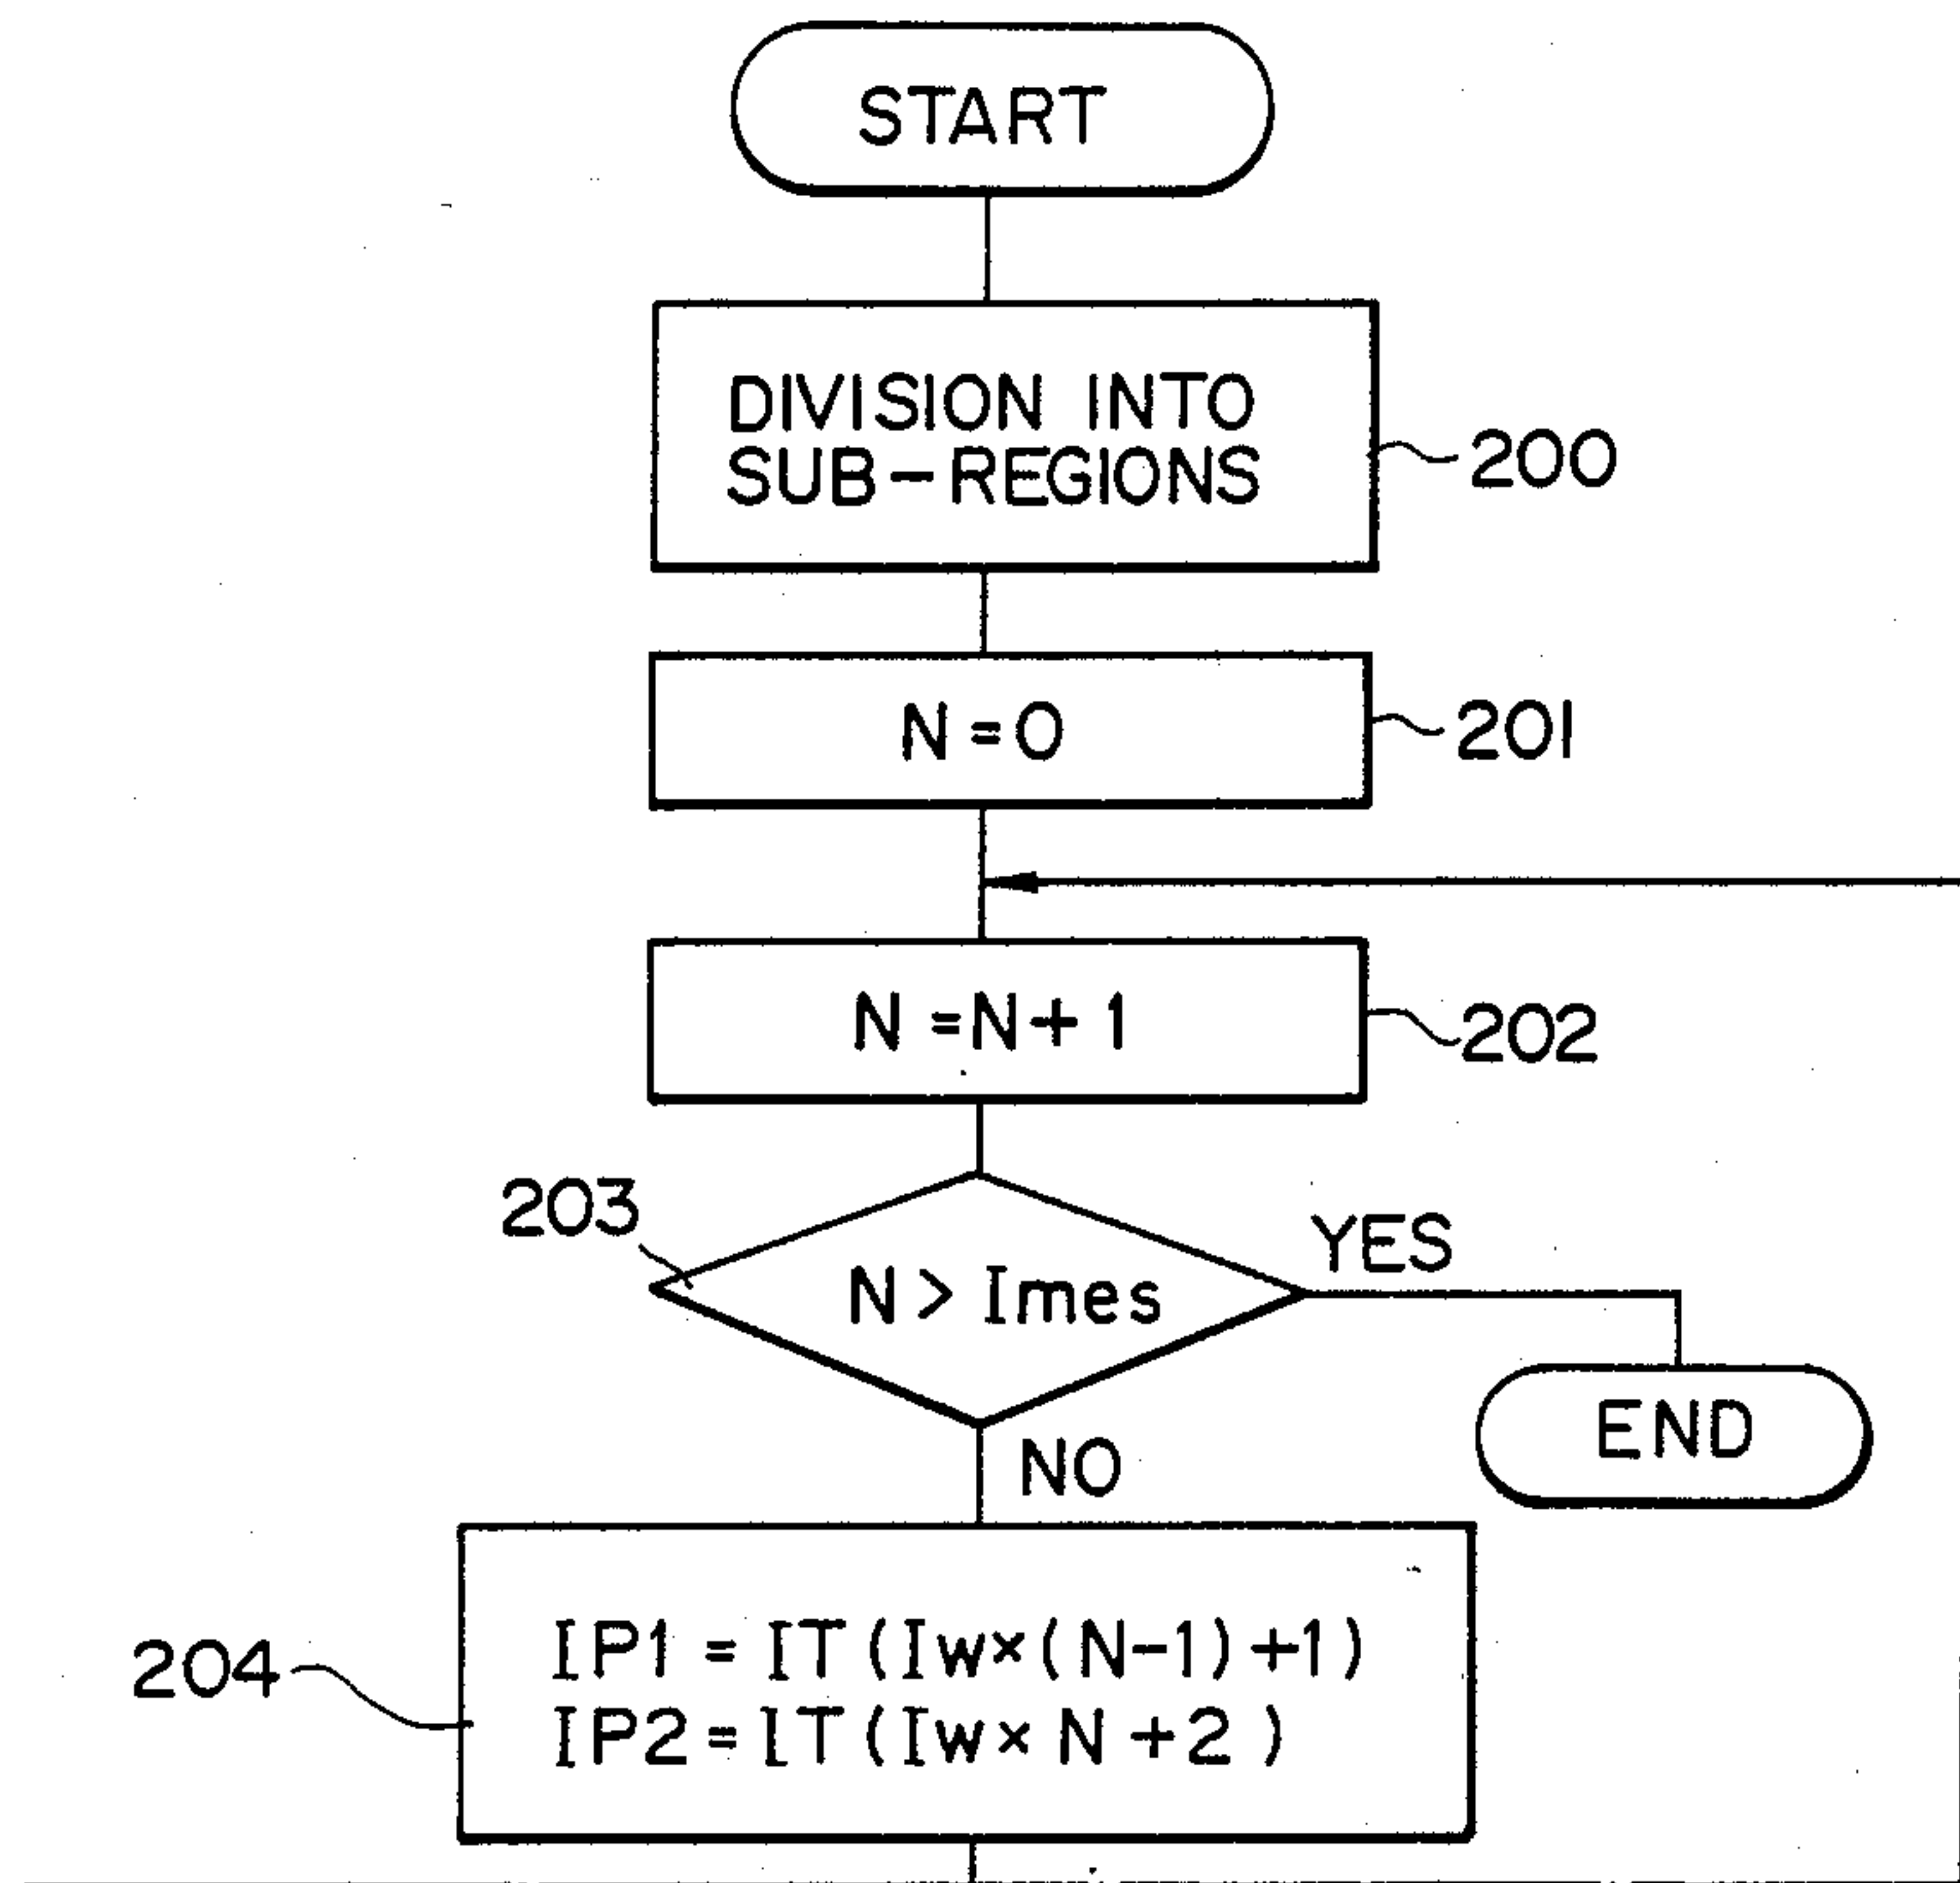 START
DIVISION INTO
SUB-REGIONS
200
N=0
201
N=N+1
202
203
N>Imes
YES
END
NO
204
IP1=IT(Iw×(N-1)+1)
IP2=IT(Iw×N+2)